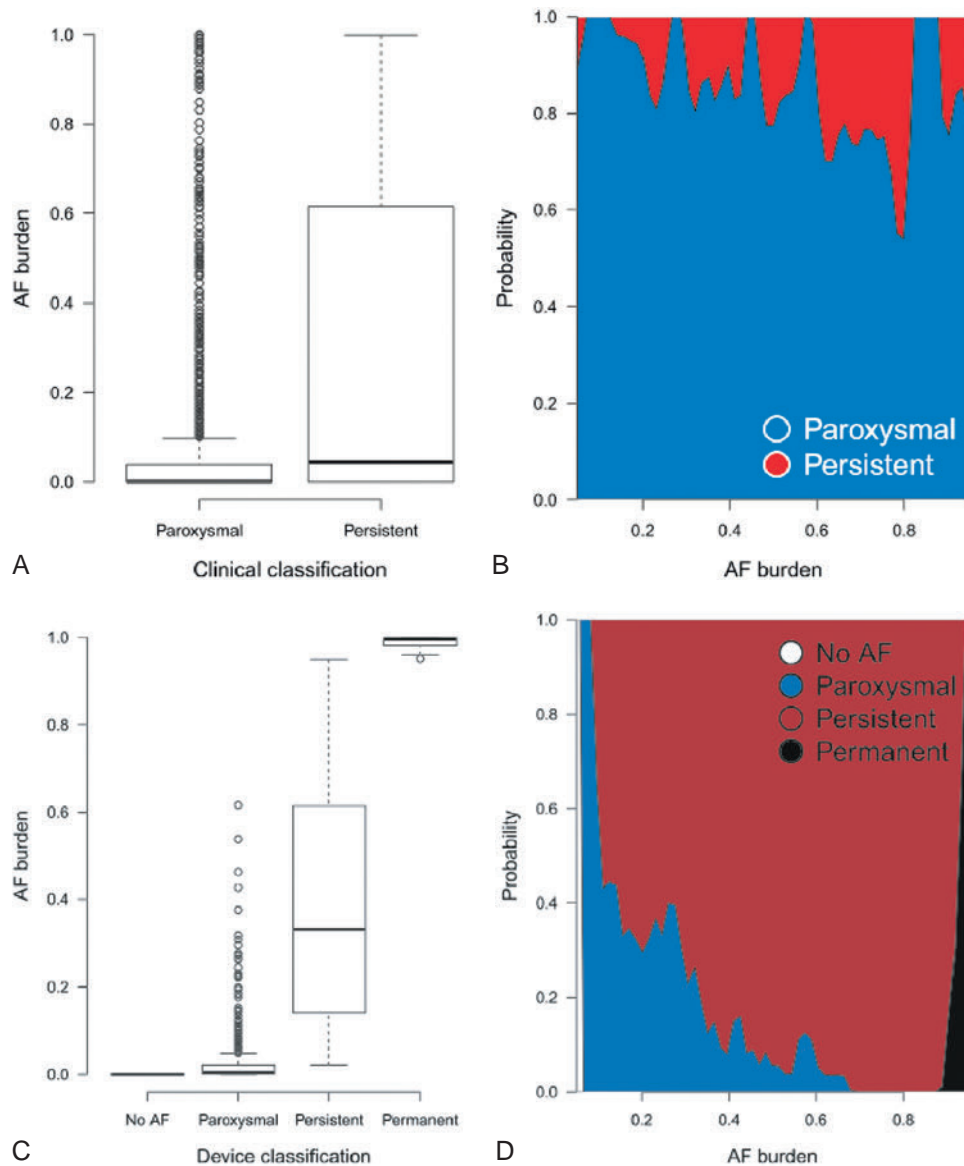 1.0
0.8
0.6
0.4
0.2
0.0
AF burden
Paroxysmal Persistent
Clinical classification
A
1.0
0.8
0.6
0.4
0.2
0.0
Probability
Paroxysmal
Persistent
0.2 0.4 0.6 0.8
AF burden
B
1.0
0.8
0.6
0.4
0.2
0.0
AF burden
No AF Paroxysmal Persistent Permanent
Device classification
C
1.0
0.8
0.6
0.4
0.2
0.0
Probability
No AF
Paroxysmal
Persistent
Permanent
0.2 0.4 0.6 0.8
AF burden
D